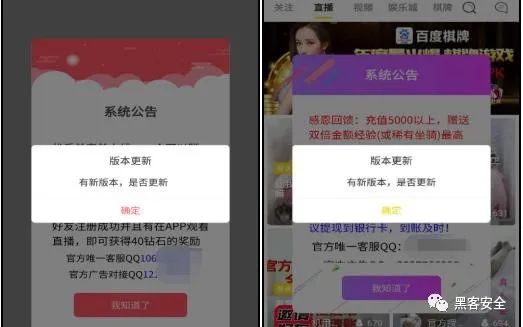 系统公告
版本更新
有新版本，是否更新
确定
好友注册成功并且有在APP观看
直播，即可获得40钻石的奖励
官方唯一客服QQ106
官方广告对接QQ12
我知道了
关注 直播 视频 娱乐城 棋牌
百度棋牌
系统公告
感恩回馈：充值5000以上，赠送
双倍金额经验(或稀有坐骑)最高
版本更新
有新版本，是否更新
确定
议提现到银行卡，到账及时！
官方唯一客服QQ：
631
我知道了
670
694
黑客安全